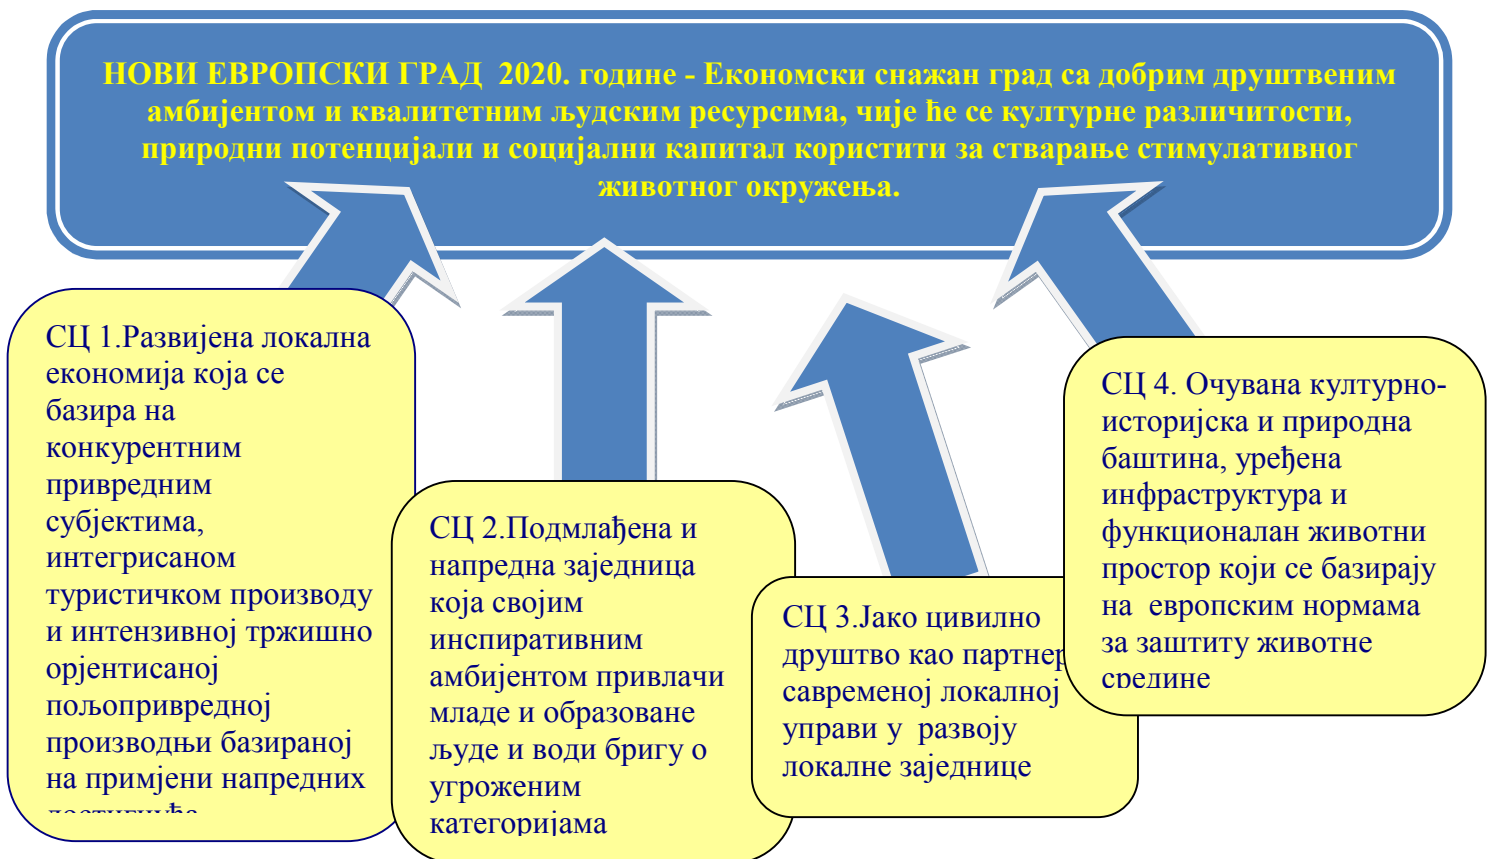 НОВИ ЕВРОПСКИ ГРАД 2020. године - Економски снажан град са добрим друштвеним
амбијентом и квалитетним људским ресурсима, чије ће се културне различитости,
природни потенцијали и социјални капитал користити за стварање стимулативног
животног окружења.
СЦ 1.Развијена локална
економија која се
базира на
конкурентним
привредним
субјектима,
интегрисаном
туристичком производу
и интензивној тржишно
орјентисаној
пољопривредној
производњи базираној
на примјени напредних
достигнућа
СЦ 2.Подмлађена и
напредна заједница
која својим
инспиративним
амбијентом привлачи
младе и образоване
људе и води бригу о
угроженим
категоријама
СЦ 3.Јако цивилно
друштво као партнер
савременој локалној
управи у развоју
локалне заједнице
СЦ 4. Очувана културно-
историјска и природна
баштина, уређена
инфраструктура и
функционалан животни
простор који се базирају
на европским нормама
за заштиту животне
средине